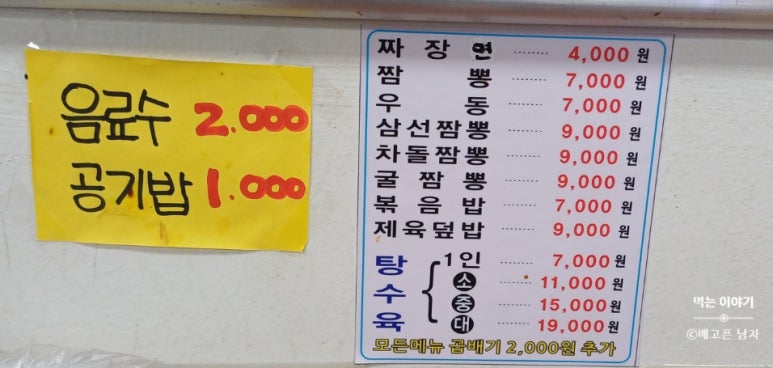 음료수 2.000
공기밥 1.000
짜장면 4,000원
짬뽕 7,000원
우동 7,000원
삼선짬뽕 9,000원
차돌짬뽕 9,000원
굴짬뽕 9,000원
볶음밥 7,000원
제육덮밥 9,000원
탕수육
1인 7,000원
소 11,000원
중 15,000원
대 19,000원
모든메뉴 곱배기 2,000원 추가
먹는 이야기
©배고픈 남자